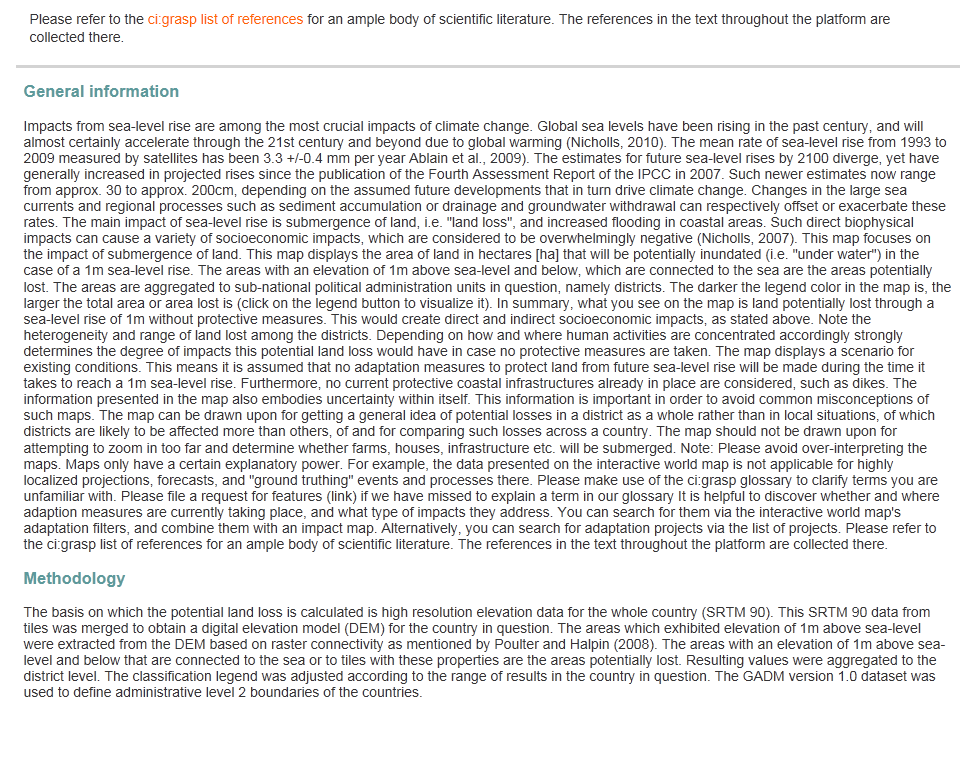 Please refer to the ci:grasp list of references for an ample body of scientific literature. The references in the text throughout the platform are
collected there.
General information
Impacts from sea-level rise are among the most crucial impacts of climate change. Global sea levels have been rising in the past century, and will
almost certainly accelerate through the 21st century and beyond due to global warming (Nicholls, 2010). The mean rate of sea-level rise from 1993 to
2009 measured by satellites has been 3.3 +/-0.4 mm per year Ablain et al., 2009). The estimates for future sea-level rises by 2100 diverge, yet have
generally increased in projected rises since the publication of the Fourth Assessment Report of the IPCC in 2007. Such newer estimates now range
from approx. 30 to approx. 200cm, depending on the assumed future developments that in turn drive climate change. Changes in the large sea
currents and regional processes such as sediment accumulation or drainage and groundwater withdrawal can respectively offset or exacerbate these
rates. The main impact of sea-level rise is submergence of land, i.e. "land loss", and increased flooding in coastal areas. Such direct biophysical
impacts can cause a variety of socioeconomic impacts, which are considered to be overwhelmingly negative (Nicholls, 2007). This map focuses on
the impact of submergence of land. This map displays the area of land in hectares [ha] that will be potentially inundated (i.e. "under water") in the
case of a 1m sea-level rise. The areas with an elevation of 1m above sea-level and below, which are connected to the sea are the areas potentially
lost. The areas are aggregated to sub-national political administration units in question, namely districts. The darker the legend color in the map is, the
larger the total area or area lost is (click on the legend button to visualize it). In summary, what you see on the map is land potentially lost through a
sea-level rise of 1m without protective measures. This would create direct and indirect socioeconomic impacts, as stated above. Note the
heterogeneity and range of land lost among the districts. Depending on how and where human activities are concentrated accordingly strongly
determines the degree of impacts this potential land loss would have in case no protective measures are taken. The map displays a scenario for
existing conditions. This means it is assumed that no adaptation measures to protect land from future sea-level rise will be made during the time it
takes to reach a 1m sea-level rise. Furthermore, no current protective coastal infrastructures already in place are considered, such as dikes. The
information presented in the map also embodies uncertainty within itself. This information is important in order to avoid common misconceptions of
such maps. The map can be drawn upon for getting a general idea of potential losses in a district as a whole rather than in local situations, of which
districts are likely to be affected more than others, of and for comparing such losses across a country. The map should not be drawn upon for
attempting to zoom in too far and determine whether farms, houses, infrastructure etc. will be submerged. Note: Please avoid over-interpreting the
maps. Maps only have a certain explanatory power. For example, the data presented on the interactive world map is not applicable for highly
localized projections, forecasts, and "ground truthing" events and processes there. Please make use of the ci:grasp glossary to clarify terms you are
unfamiliar with. Please file a request for features (link) if we have missed to explain a term in our glossary It is helpful to discover whether and where
adaption measures are currently taking place, and what type of impacts they address. You can search for them via the interactive world map's
adaptation filters, and combine them with an impact map. Alternatively, you can search for adaptation projects via the list of projects. Please refer to
the ci:grasp list of references for an ample body of scientific literature. The references in the text throughout the platform are collected there.
Methodology
The basis on which the potential land loss is calculated is high resolution elevation data for the whole country (SRTM 90). This SRTM 90 data from
tiles was merged to obtain a digital elevation model (DEM) for the country in question. The areas which exhibited elevation of 1m above sea-level
were extracted from the DEM based on raster connectivity as mentioned by Poulter and Halpin (2008). The areas with an elevation of 1m above sea-
level and below that are connected to the sea or to tiles with these properties are the areas potentially lost. Resulting values were aggregated to the
district level. The classification legend was adjusted according to the range of results in the country in question. The GADM version 1.0 dataset was
used to define administrative level 2 boundaries of the countries.